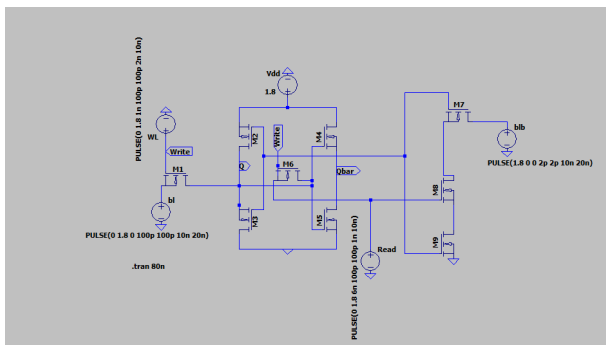 PULSE(0 1.8 1n 100p 100p 2n 10n)
WL
Write
M1
bl
PULSE(0 1.8 0 100p 100p 10n 20n)
.tran 80n
Vdd
1.8
M2
M4
Write
Q
M6
Qbar
M3
M5
Read
PULSE(0 1.8 6n 100p 100p 1n 10n)
M7
blb
PULSE(1.8 0 0 2p 2p 10n 20n)
M8
M9